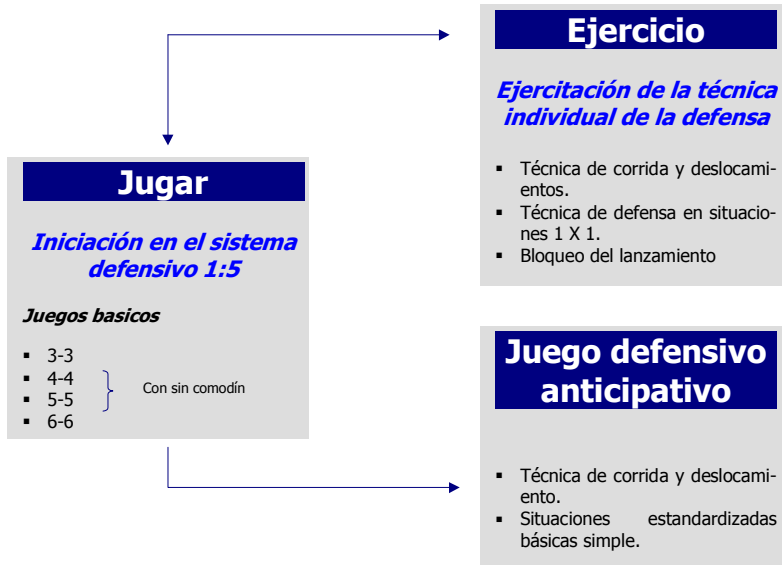 Ejercicio
Ejercitación de la técnica
individual de la defensa
▪ Técnica de corrida y deslocami-
entos.
▪ Técnica de defensa en situacio-
nes 1 X 1.
▪ Bloqueo del lanzamiento
Jugar
Iniciación en el sistema
defensivo 1:5
Juegos basicos
▪ 3-3
▪ 4-4
▪ 5-5
▪ 6-6
Con sin comodín
Juego defensivo
anticipativo
▪ Técnica de corrida y deslocami-
ento.
▪ Situaciones estandardizadas
básicas simple.